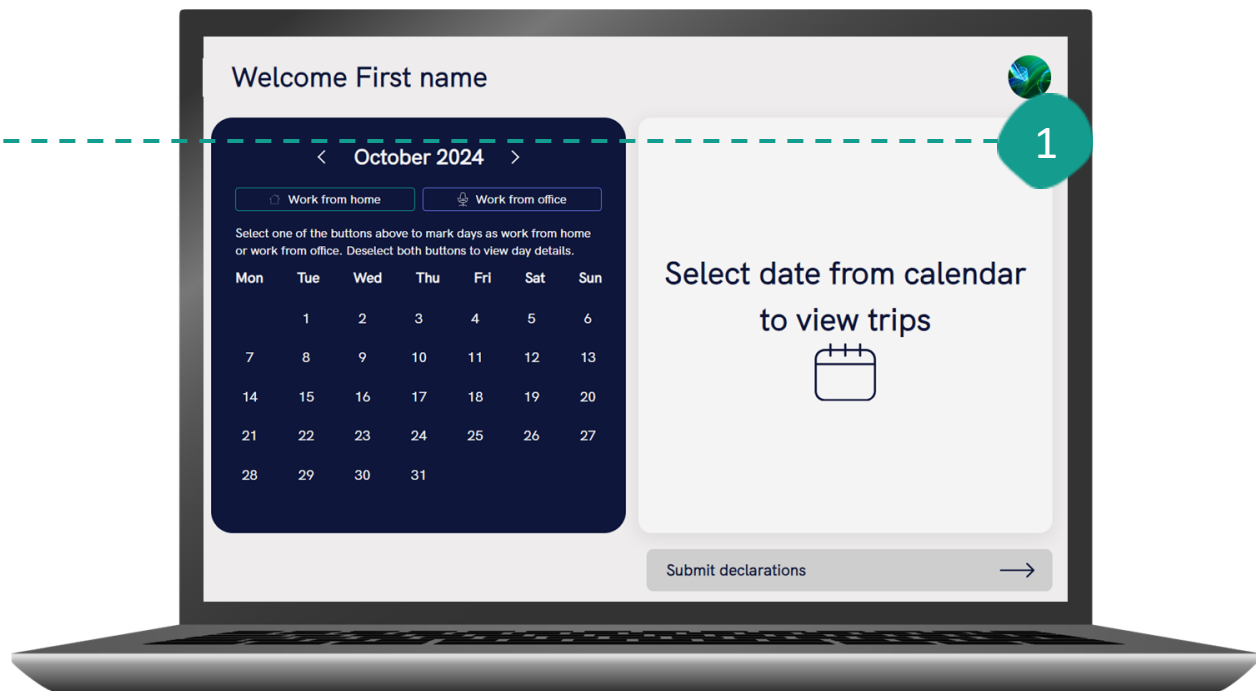 Welcome First name
1
October 2024
Work from home Work from office
Select one of the buttons above to mark days as work from home
or work from office. Deselect both buttons to view day details.
Mon Tue Wed Thu Fri Sat Sun
1 2 3 4 5 6
7 8 9 10 11 12 13
14 15 16 17 18 19 20
21 22 23 24 25 26 27
28 29 30 31
Select date from calendar
to view trips
Submit declarations